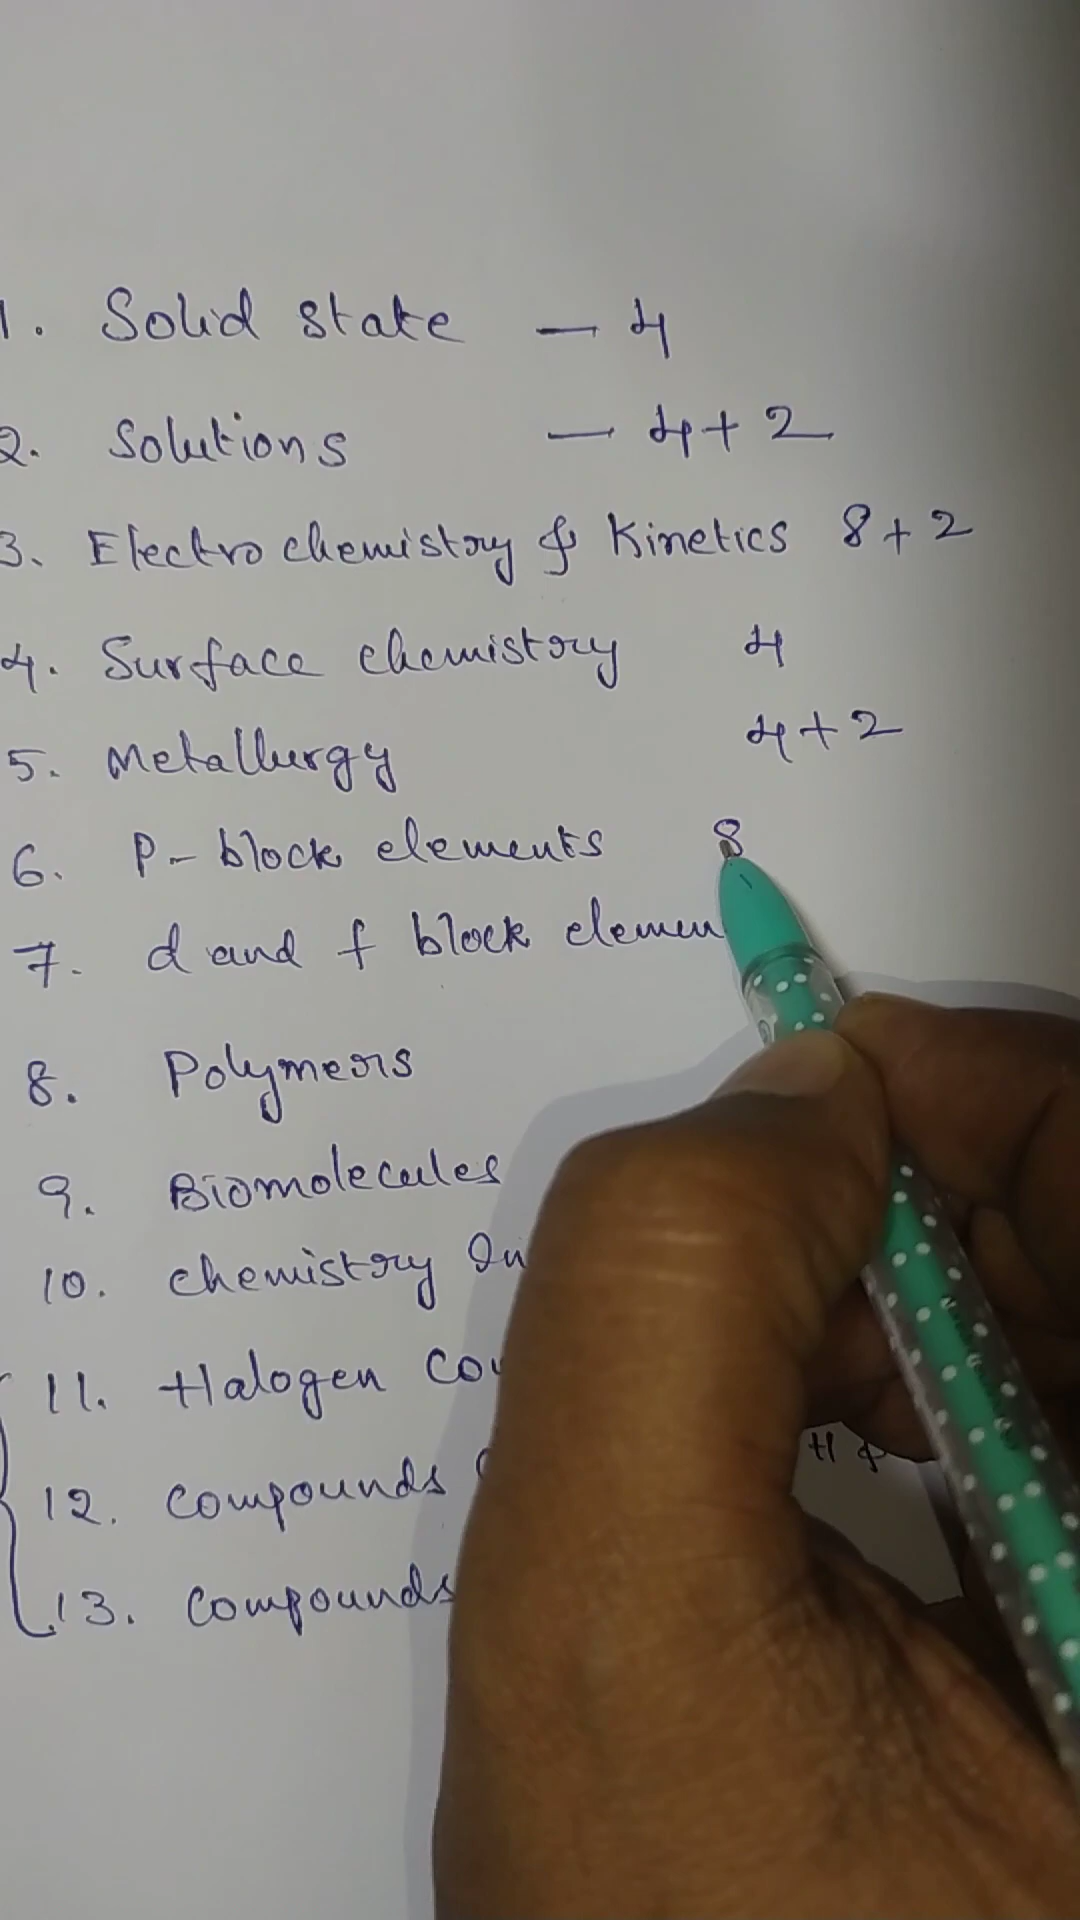 1. Solid state — 4
2. Solutions — 4+2
3. Electro chemistry & Kinetics 8+2
4. Surface chemistry 4
5. Metallurgy 4+2
6. P-block elements 8
7. d and f block
8. Polymers
9. Biomolecules
10. chemistry
11. Halogen
12. compounds
13. compounds